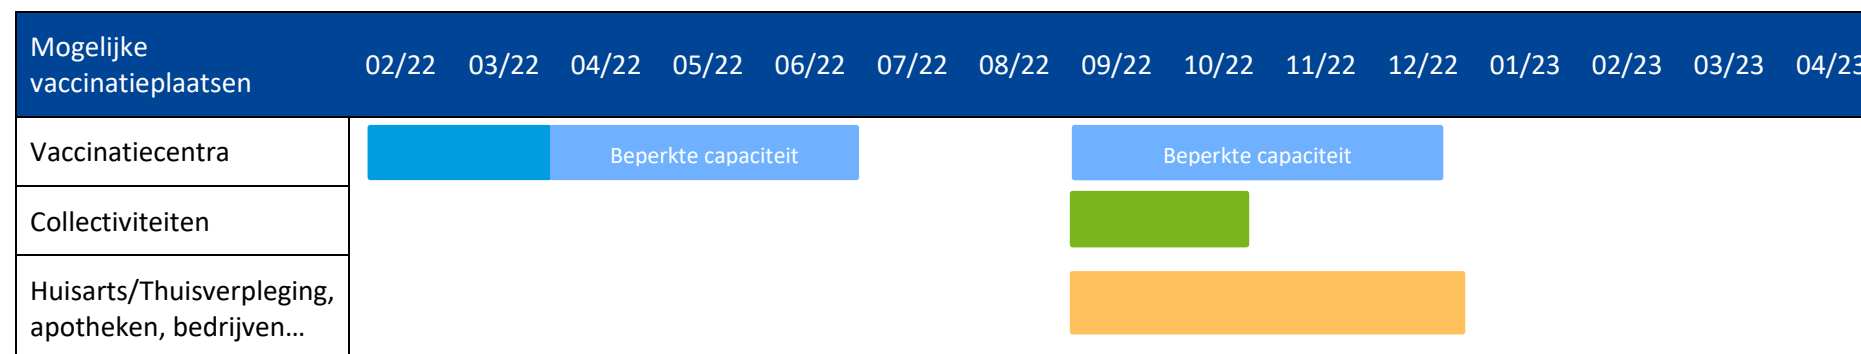 Mogelijke
vaccinatieplaatsen
02/22 03/22 04/22 05/22 06/22 07/22 08/22 09/22 10/22 11/22 12/22 01/23 02/23 03/23 04/23
Vaccinatiecentra
Beperkte capaciteit
Beperkte capaciteit
Collectiviteiten
Huisarts/Thuisverpleging,
apotheken, bedrijven…